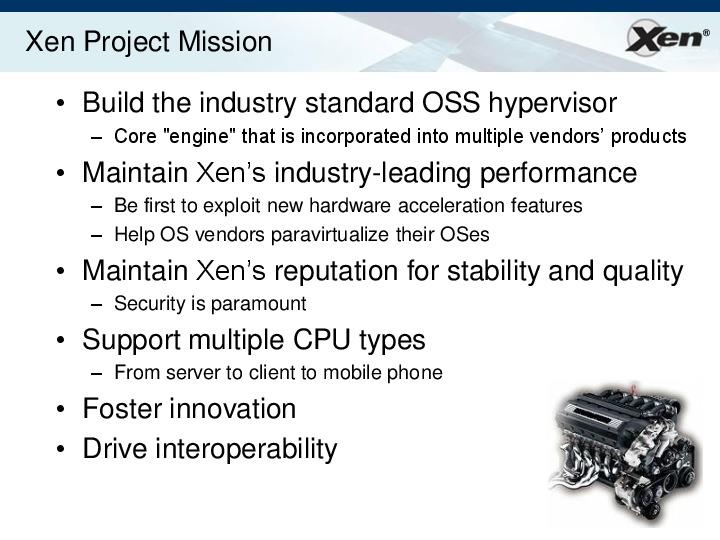 Xen Project Mission
Xen®
• Build the industry standard OSS hypervisor
– Core "engine" that is incorporated into multiple vendors’ products
• Maintain Xen’s industry-leading performance
– Be first to exploit new hardware acceleration features
– Help OS vendors paravirtualize their OSes
• Maintain Xen’s reputation for stability and quality
– Security is paramount
• Support multiple CPU types
– From server to client to mobile phone
• Foster innovation
• Drive interoperability